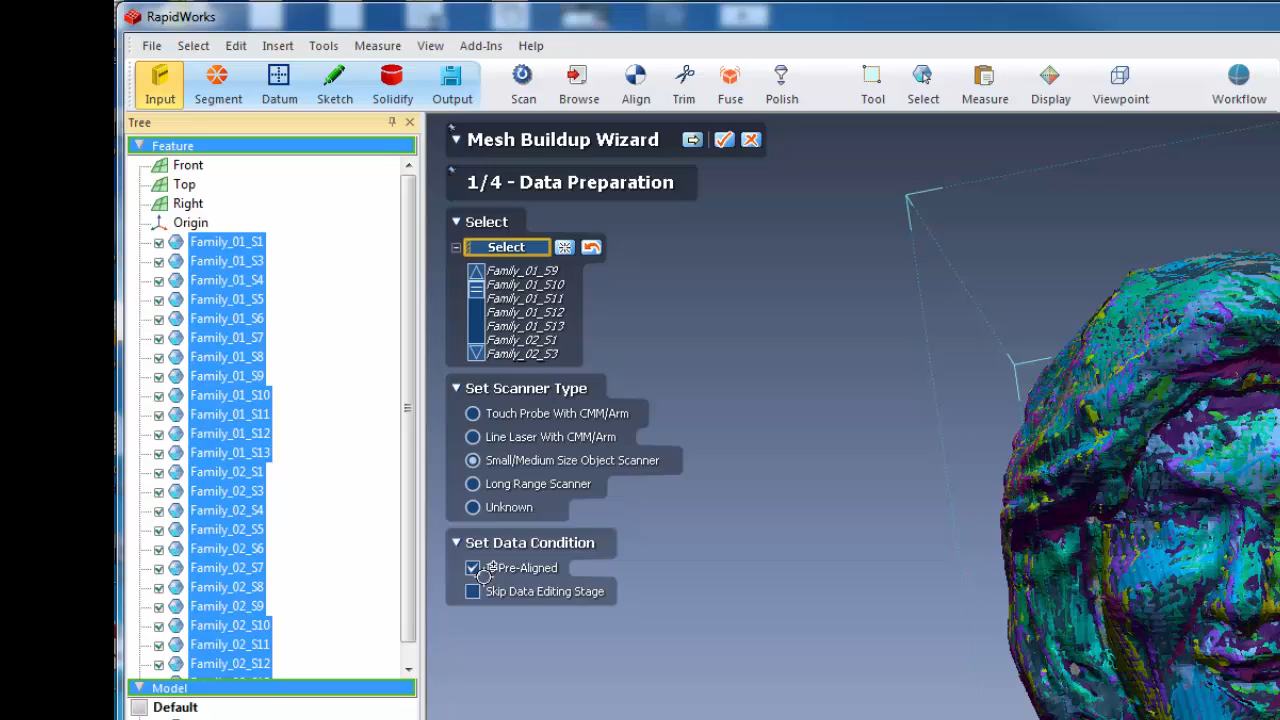 RapidWorks
File Select Edit Insert Tools Measure View Add-Ins Help
Input Segment Datum Sketch Solidify Output Scan Browse Align Trim Fuse Polish Tool Select Measure Display Viewpoint Workflow
Tree
Feature
Front
Top
Right
Origin
Family_01_S1
Family_01_S3
Family_01_S4
Family_01_S5
Family_01_S6
Family_01_S7
Family_01_S8
Family_01_S9
Family_01_S10
Family_01_S11
Family_01_S12
Family_01_S13
Family_02_S1
Family_02_S3
Family_02_S4
Family_02_S5
Family_02_S6
Family_02_S7
Family_02_S8
Family_02_S9
Family_02_S10
Family_02_S11
Family_02_S12
Model
Default
Mesh Buildup Wizard
1/4 - Data Preparation
Select
Select
Family_01_S9
Family_01_S10
Family_01_S11
Family_01_S12
Family_01_S13
Family_02_S1
Family_02_S3
Set Scanner Type
Touch Probe With CMM/Arm
Line Laser With CMM/Arm
Small/Medium Size Object Scanner
Long Range Scanner
Unknown
Set Data Condition
Pre-Aligned
Skip Data Editing Stage